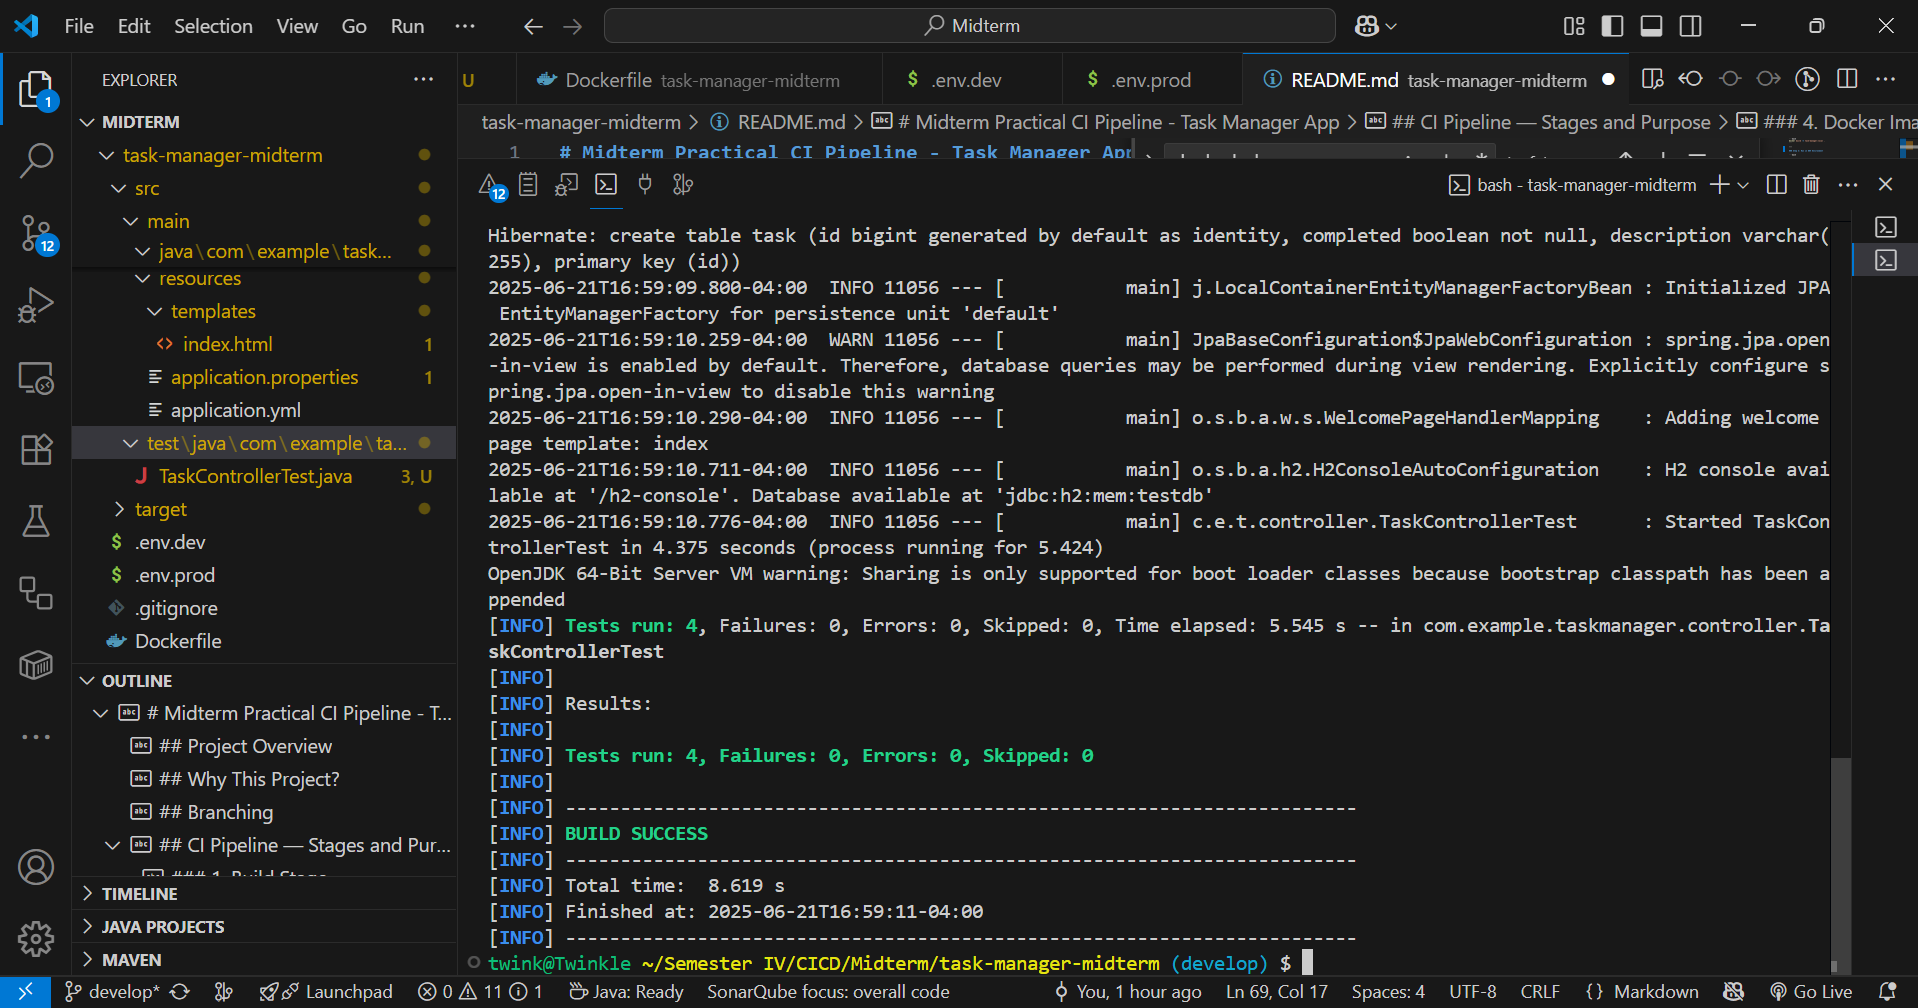 File Edit Selection View Go Run ··· Midterm
EXPLORER ···
MIDTERM
task-manager-midterm
src
main
java\com\example\task...
resources
templates
index.html 1
application.properties 1
application.yml
test\java\com\example\ta...
TaskControllerTest.java 3, U
target
.env.dev
.env.prod
.gitignore
Dockerfile
OUTLINE
# Midterm Practical CI Pipeline - T...
## Project Overview
## Why This Project?
## Branching
## CI Pipeline — Stages and Pur...
### 1. Build Stage
TIMELINE
JAVA PROJECTS
MAVEN
1
12
U Dockerfile task-manager-midterm .env.dev .env.prod README.md task-manager-midterm
task-manager-midterm > README.md > # Midterm Practical CI Pipeline - Task Manager App > ## CI Pipeline — Stages and Purpose > ### 4. Docker Ima
1 # Midterm Practical CI Pipeline - Task Manager App
12 bash - task-manager-midterm
Hibernate: create table task (id bigint generated by default as identity, completed boolean not null, description varchar(
255), primary key (id))
2025-06-21T16:59:09.800-04:00  INFO 11056 --- [           main] j.LocalContainerEntityManagerFactoryBean : Initialized JPA
 EntityManagerFactory for persistence unit 'default'
2025-06-21T16:59:10.259-04:00  WARN 11056 --- [           main] JpaBaseConfiguration$JpaWebConfiguration : spring.jpa.open
-in-view is enabled by default. Therefore, database queries may be performed during view rendering. Explicitly configure s
pring.jpa.open-in-view to disable this warning
2025-06-21T16:59:10.290-04:00  INFO 11056 --- [           main] o.s.b.a.w.s.WelcomePageHandlerMapping    : Adding welcome
page template: index
2025-06-21T16:59:10.711-04:00  INFO 11056 --- [           main] o.s.b.a.h2.H2ConsoleAutoConfiguration    : H2 console avai
lable at '/h2-console'. Database available at 'jdbc:h2:mem:testdb'
2025-06-21T16:59:10.776-04:00  INFO 11056 --- [           main] c.e.t.controller.TaskControllerTest      : Started TaskCon
trollerTest in 4.375 seconds (process running for 5.424)
OpenJDK 64-Bit Server VM warning: Sharing is only supported for boot loader classes because bootstrap classpath has been a
ppended
[INFO] Tests run: 4, Failures: 0, Errors: 0, Skipped: 0, Time elapsed: 5.545 s -- in com.example.taskmanager.controller.Ta
skControllerTest
[INFO]
[INFO] Results:
[INFO]
[INFO] Tests run: 4, Failures: 0, Errors: 0, Skipped: 0
[INFO]
[INFO] ------------------------------------------------------------------------
[INFO] BUILD SUCCESS
[INFO] ------------------------------------------------------------------------
[INFO] Total time:  8.619 s
[INFO] Finished at: 2025-06-21T16:59:11-04:00
[INFO] ------------------------------------------------------------------------
twink@Twinkle ~/Semester IV/CICD/Midterm/task-manager-midterm (develop) $
develop* Launchpad 0 11 1 Java: Ready SonarQube focus: overall code You, 1 hour ago Ln 69, Col 17 Spaces: 4 UTF-8 CRLF {} Markdown Go Live